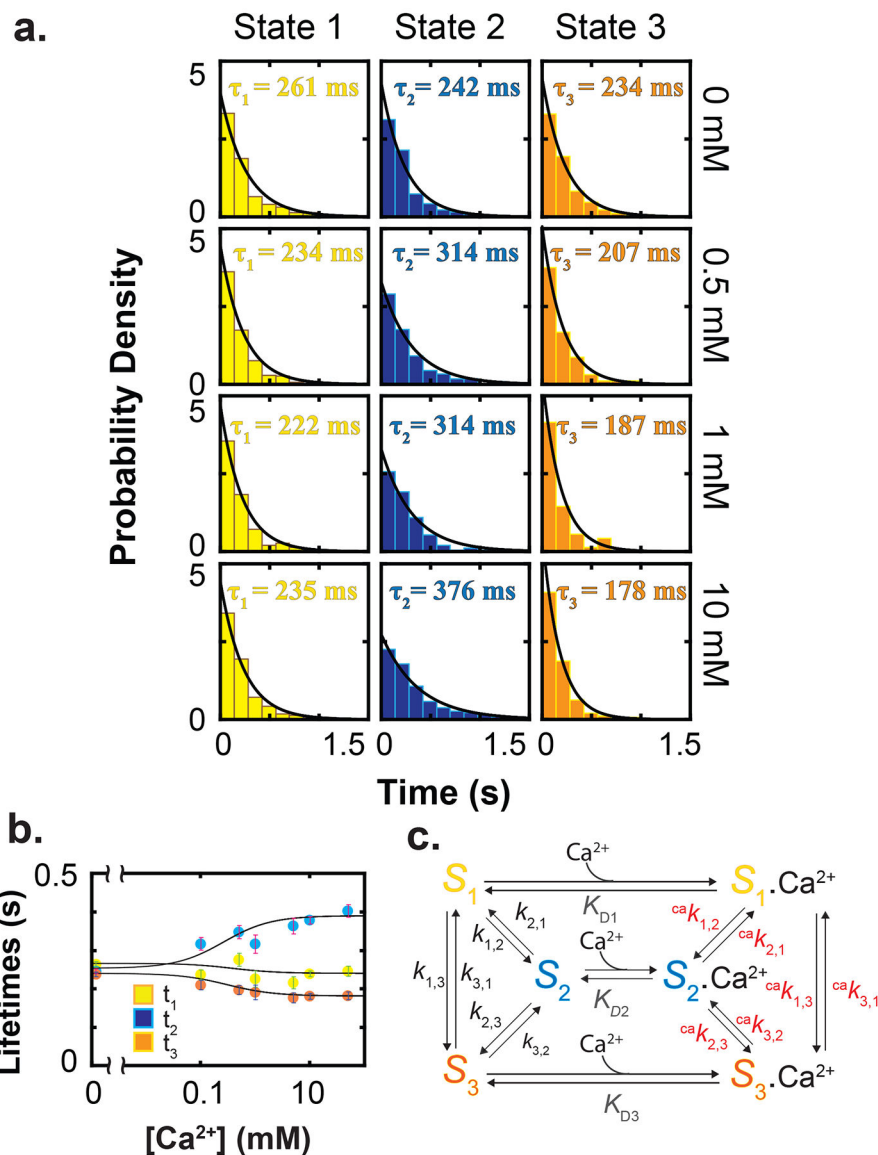 a.
State 1 State 2 State 3
5 τ₁ = 261 ms τ₂ = 242 ms τ₃ = 234 ms 0 mM
0
5 τ₁ = 234 ms τ₂ = 314 ms τ₃ = 207 ms 0.5 mM
0
Probability Density
5 τ₁ = 222 ms τ₂ = 314 ms τ₃ = 187 ms 1 mM
0
5 τ₁ = 235 ms τ₂ = 376 ms τ₃ = 178 ms 10 mM
0
0 1.5 0 1.5 0 1.5
Time (s)
b.
0.5
Lifetimes (s)
t₁
t₂
t₃
0
0 0.1 10
[Ca²⁺] (mM)
c.
S₁ Ca²⁺ S₁.Ca²⁺
K_D1
k₂,₁ k₁,₂ ᶜᵃk₁,₂ ᶜᵃk₂,₁
Ca²⁺
k₁,₃ k₃,₁ S₂ S₂.Ca²⁺ ᶜᵃk₁,₃ ᶜᵃk₃,₁
K_D2
k₂,₃ k₃,₂ ᶜᵃk₂,₃ ᶜᵃk₃,₂
Ca²⁺
S₃ S₃.Ca²⁺
K_D3